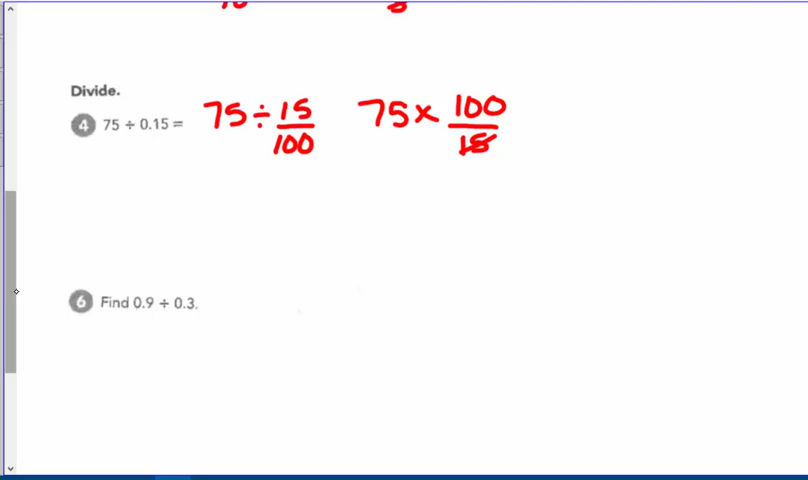 Divide.
4 75 ÷ 0.15 = 75 ÷ 15/100 75 × 100/15
6 Find 0.9 ÷ 0.3.